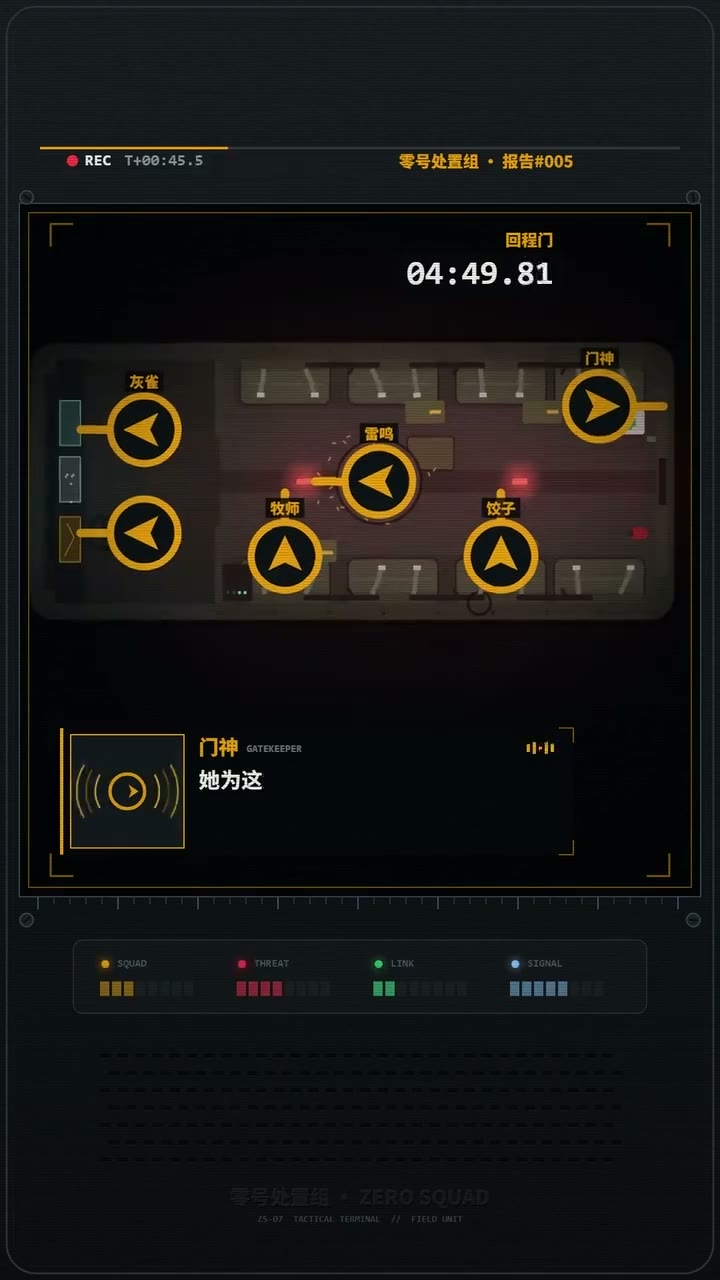 REC T+00:45.5
零号处置组 • 报告#005
回程门
04:49.81
门神
灰雀
雷鸣
牧师
饺子
门神 GATEKEEPER
她为这
SQUAD THREAT LINK SIGNAL
零号处置组 • ZERO SQUAD
ZS-07 TACTICAL TERMINAL // FIELD UNIT